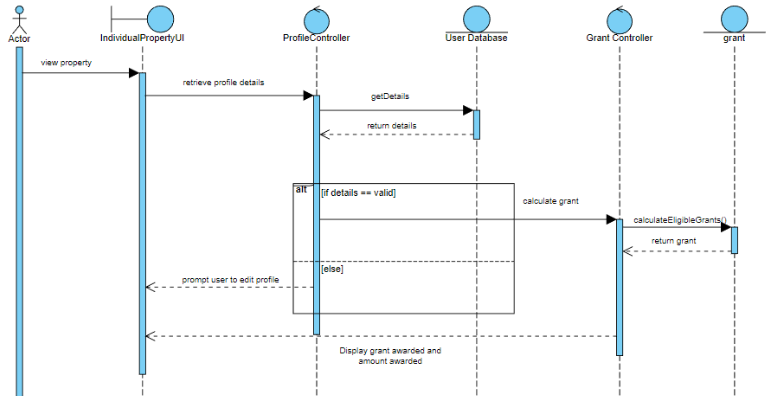 Actor
IndividualPropertyUI
ProfileController
User Database
Grant Controller
grant
view property
retrieve profile details
getDetails
return details
alt
[if details == valid]
calculate grant
calculateEligibleGrants()
return grant
[else]
prompt user to edit profile
Display grant awarded and
amount awarded